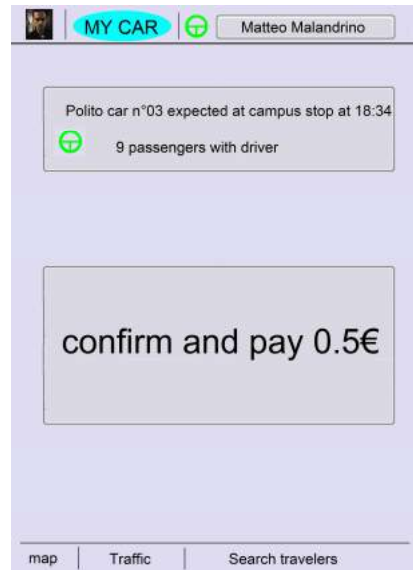 MY CAR Matteo Malandrino
Polito car n°03 expected at campus stop at 18:34
9 passengers with driver
confirm and pay 0.5€
map Traffic Search travelers